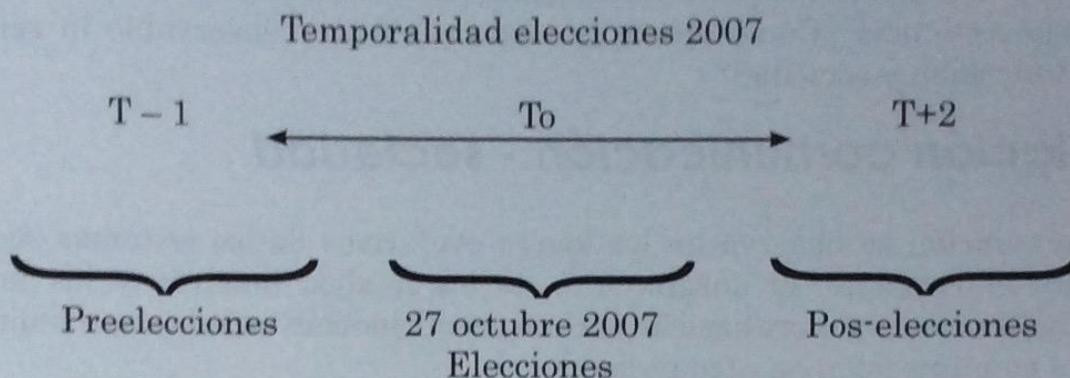 Temporalidad elecciones 2007
T – 1 To T+2
Preelecciones 27 octubre 2007 Pos-elecciones
Elecciones